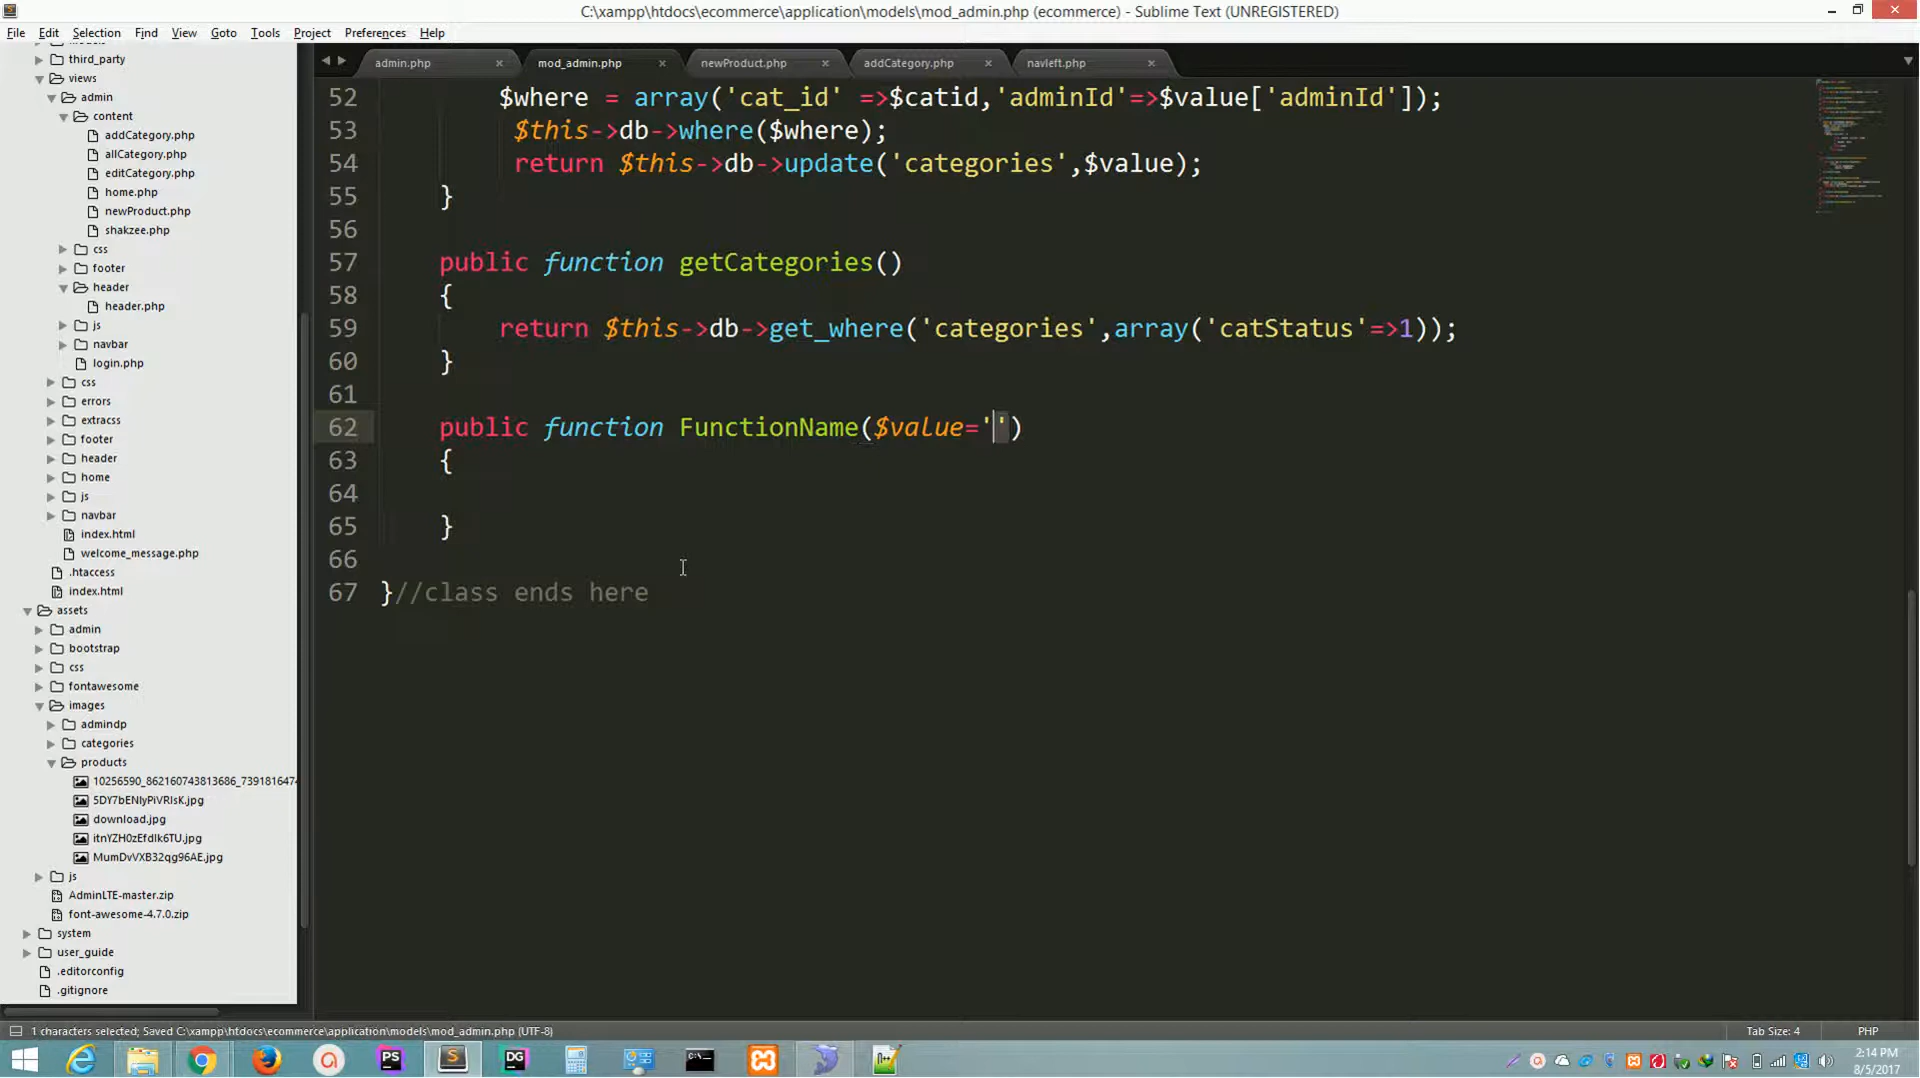 C:\xampp\htdocs\ecommerce\application\models\mod_admin.php (ecommerce) - Sublime Text (UNREGISTERED)
File Edit Selection Find View Goto Tools Project Preferences Help
admin.php
mod_admin.php
newProduct.php
addCategory.php
navleft.php
third_party
views
admin
content
addCategory.php
allCategory.php
editCategory.php
home.php
newProduct.php
shakzee.php
css
footer
header
header.php
js
navbar
login.php
css
errors
extracss
footer
header
home
js
navbar
index.html
welcome_message.php
.htaccess
index.html
assets
admin
bootstrap
css
fontawesome
images
admindp
categories
products
10256590_862160743813686_7391816474
5DY7bENIyPiVRIsK.jpg
download.jpg
itnYZH0zEfdIk6TU.jpg
MumDvVXB32qg96AE.jpg
js
AdminLTE-master.zip
font-awesome-4.7.0.zip
system
user_guide
.editorconfig
.gitignore
52 $where = array('cat_id' =>$catid,'adminId'=>$value['adminId']);
53 $this->db->where($where);
54 return $this->db->update('categories',$value);
55 }
56
57 public function getCategories()
58 {
59 return $this->db->get_where('categories',array('catStatus'=>1));
60 }
61
62 public function FunctionName($value='')
63 {
64
65 }
66
67 }//class ends here
1 characters selected; Saved C:\xampp\htdocs\ecommerce\application\models\mod_admin.php (UTF-8)
Tab Size: 4
PHP
2:14 PM
8/5/2017